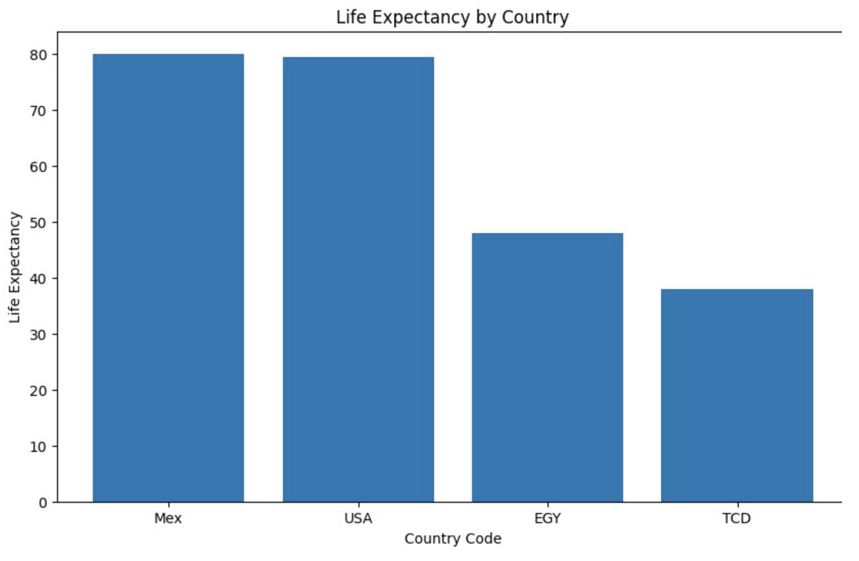 Life Expectancy by Country
Life Expectancy
80
70
60
50
40
30
20
10
0
Mex USA EGY TCD
Country Code